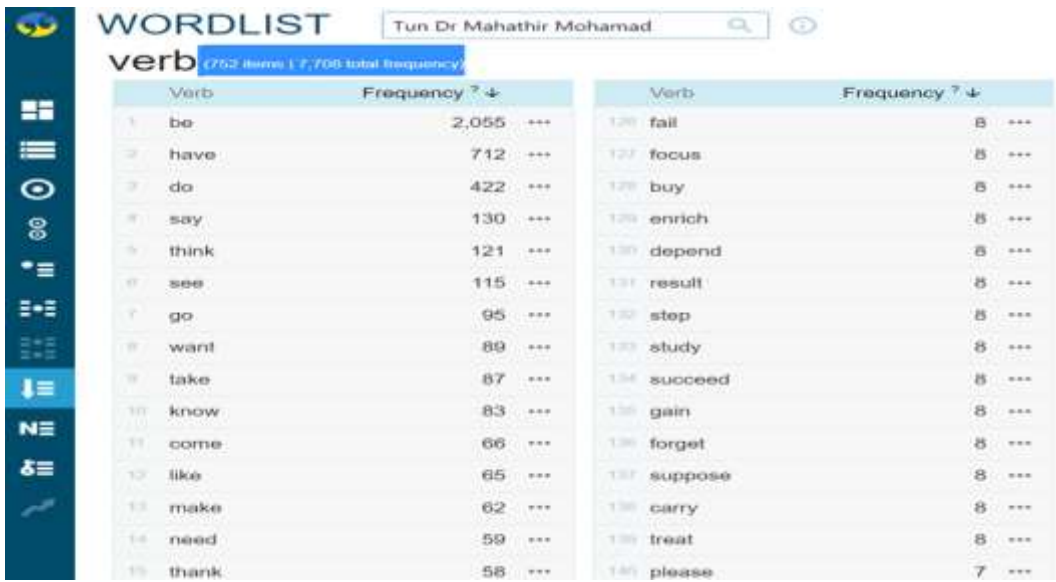 WORDLIST Tun Dr Mahathir Mohamad
verb (752 items | 7,706 total frequency)
Verb Frequency ? ↓ Verb Frequency ? ↓
1 be 2,055 ••• 126 fail 8 •••
2 have 712 ••• 127 focus 8 •••
3 do 422 ••• 128 buy 8 •••
4 say 130 ••• 129 enrich 8 •••
5 think 121 ••• 130 depend 8 •••
6 see 115 ••• 131 result 8 •••
7 go 95 ••• 132 step 8 •••
8 want 89 ••• 133 study 8 •••
9 take 87 ••• 134 succeed 8 •••
10 know 83 ••• 135 gain 8 •••
11 come 66 ••• 136 forget 8 •••
12 like 65 ••• 137 suppose 8 •••
13 make 62 ••• 138 carry 8 •••
14 need 59 ••• 139 treat 8 •••
15 thank 58 ••• 140 please 7 •••